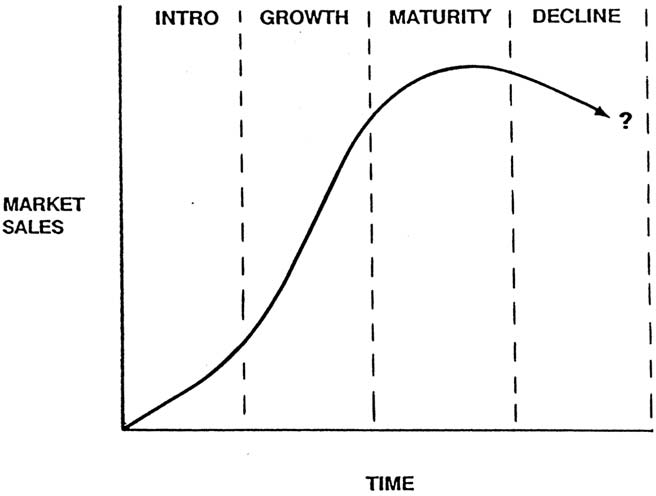 INTRO GROWTH MATURITY DECLINE
?
MARKET
SALES
TIME